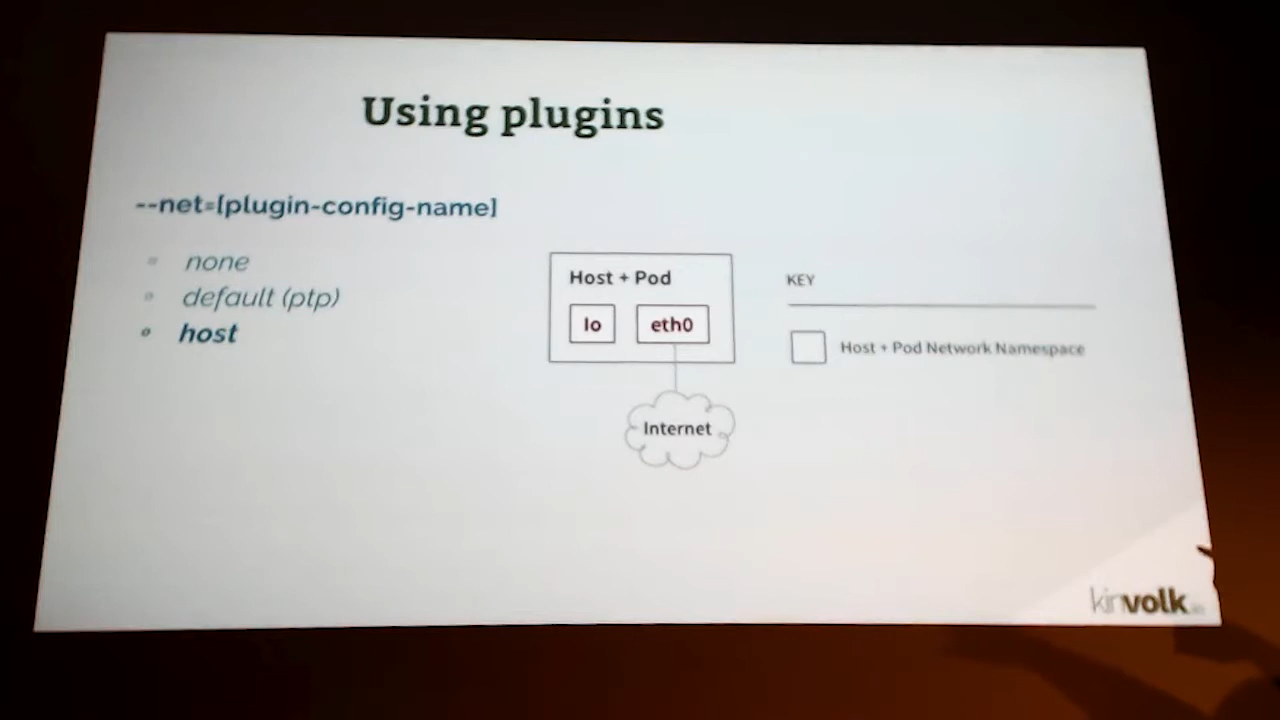 Using plugins
--net=[plugin-config-name]
none
default (ptp)
host
Host + Pod
lo
eth0
Internet
KEY
Host + Pod Network Namespace
kinvolk